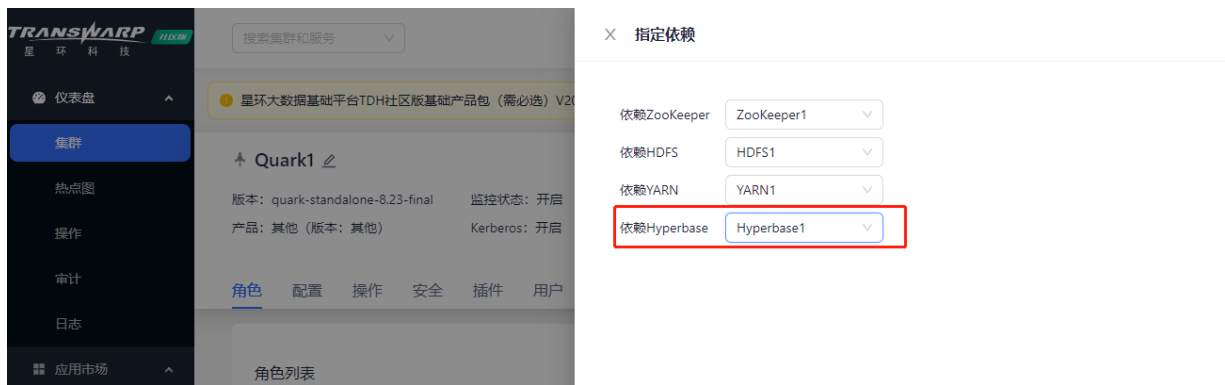 TRANSWARP 社区版
星环科技
仪表盘
集群
热点图
操作
审计
日志
应用市场
搜索集群和服务
星环大数据基础平台TDH社区版基础产品包（需必选）V20
Quark1
版本：quark-standalone-8.23-final 监控状态：开启
产品：其他（版本：其他） Kerberos：开启
角色 配置 操作 安全 插件 用户
角色列表
指定依赖
依赖ZooKeeper ZooKeeper1
依赖HDFS HDFS1
依赖YARN YARN1
依赖Hyperbase Hyperbase1